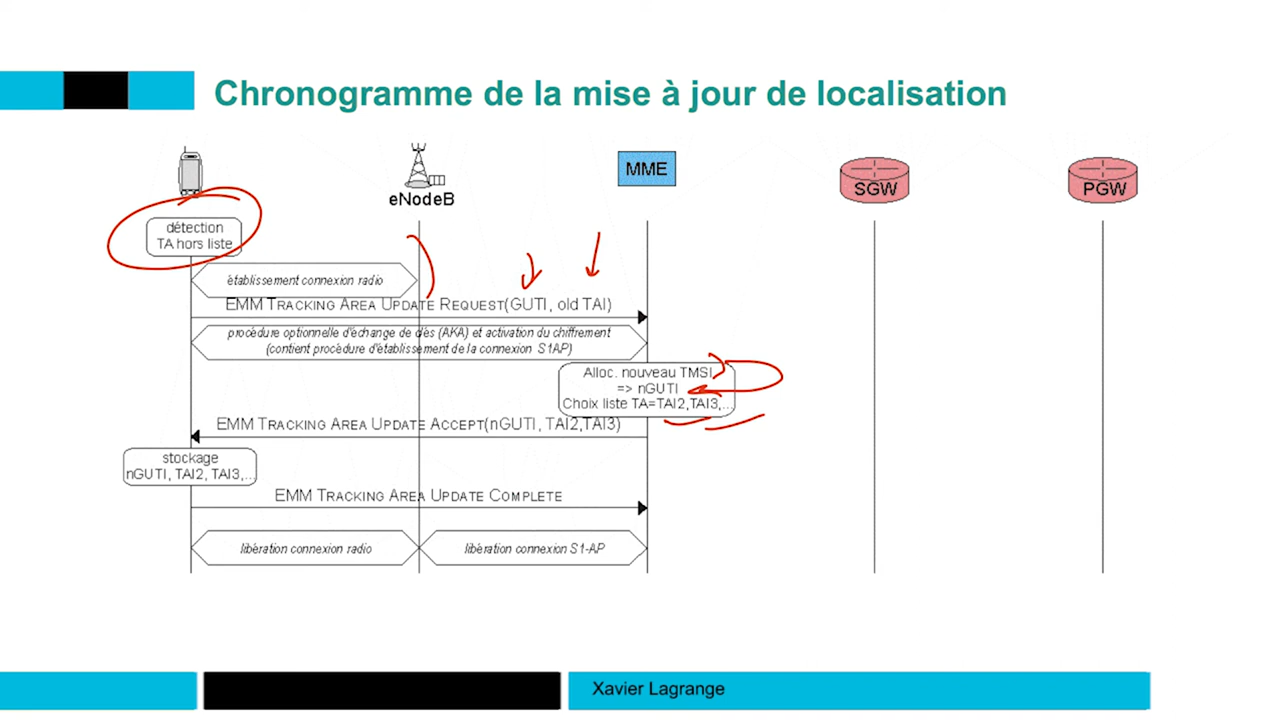 Chronogramme de la mise à jour de localisation
MME
SGW
PGW
eNodeB
détection
TA hors liste
établissement connexion radio
EMM TRACKING AREA UPDATE REQUEST(GUTI, old TAI)
procédure optionnelle d'échange de clés (AKA) et activation du chiffrement
(contient procédure d'établissement de la connexion S1AP)
Alloc. nouveau TMSI
=> nGUTI
Choix liste TA=TAI2,TAI3,...
EMM TRACKING AREA UPDATE ACCEPT(nGUTI, TAI2,TAI3)
stockage
nGUTI, TAI2, TAI3,...
EMM TRACKING AREA UPDATE COMPLETE
libération connexion radio
libération connexion S1-AP
Xavier Lagrange